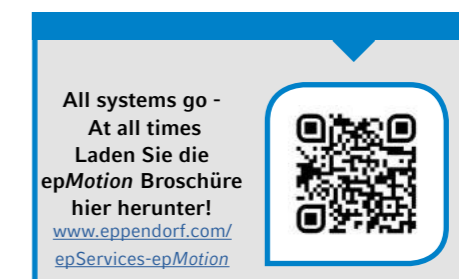 All systems go -
At all times
Laden Sie die
epMotion Broschüre
hier herunter!
www.eppendorf.com/
epServices-epMotion